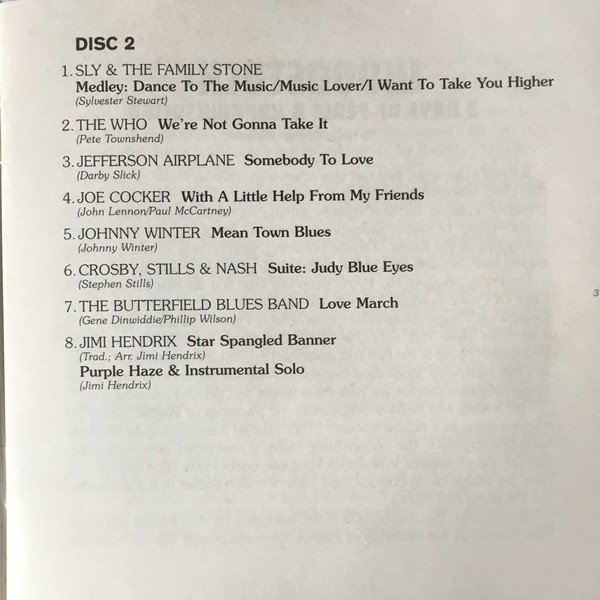 DISC 2
1. SLY & THE FAMILY STONE
Medley: Dance To The Music/Music Lover/I Want To Take You Higher
(Sylvester Stewart)
2. THE WHO We're Not Gonna Take It
(Pete Townshend)
3. JEFFERSON AIRPLANE Somebody To Love
(Darby Slick)
4. JOE COCKER With A Little Help From My Friends
(John Lennon/Paul McCartney)
5. JOHNNY WINTER Mean Town Blues
(Johnny Winter)
6. CROSBY, STILLS & NASH Suite: Judy Blue Eyes
(Stephen Stills)
7. THE BUTTERFIELD BLUES BAND Love March
(Gene Dinwiddie/Phillip Wilson)
8. JIMI HENDRIX Star Spangled Banner
(Trad.; Arr. Jimi Hendrix)
Purple Haze & Instrumental Solo
(Jimi Hendrix)
3